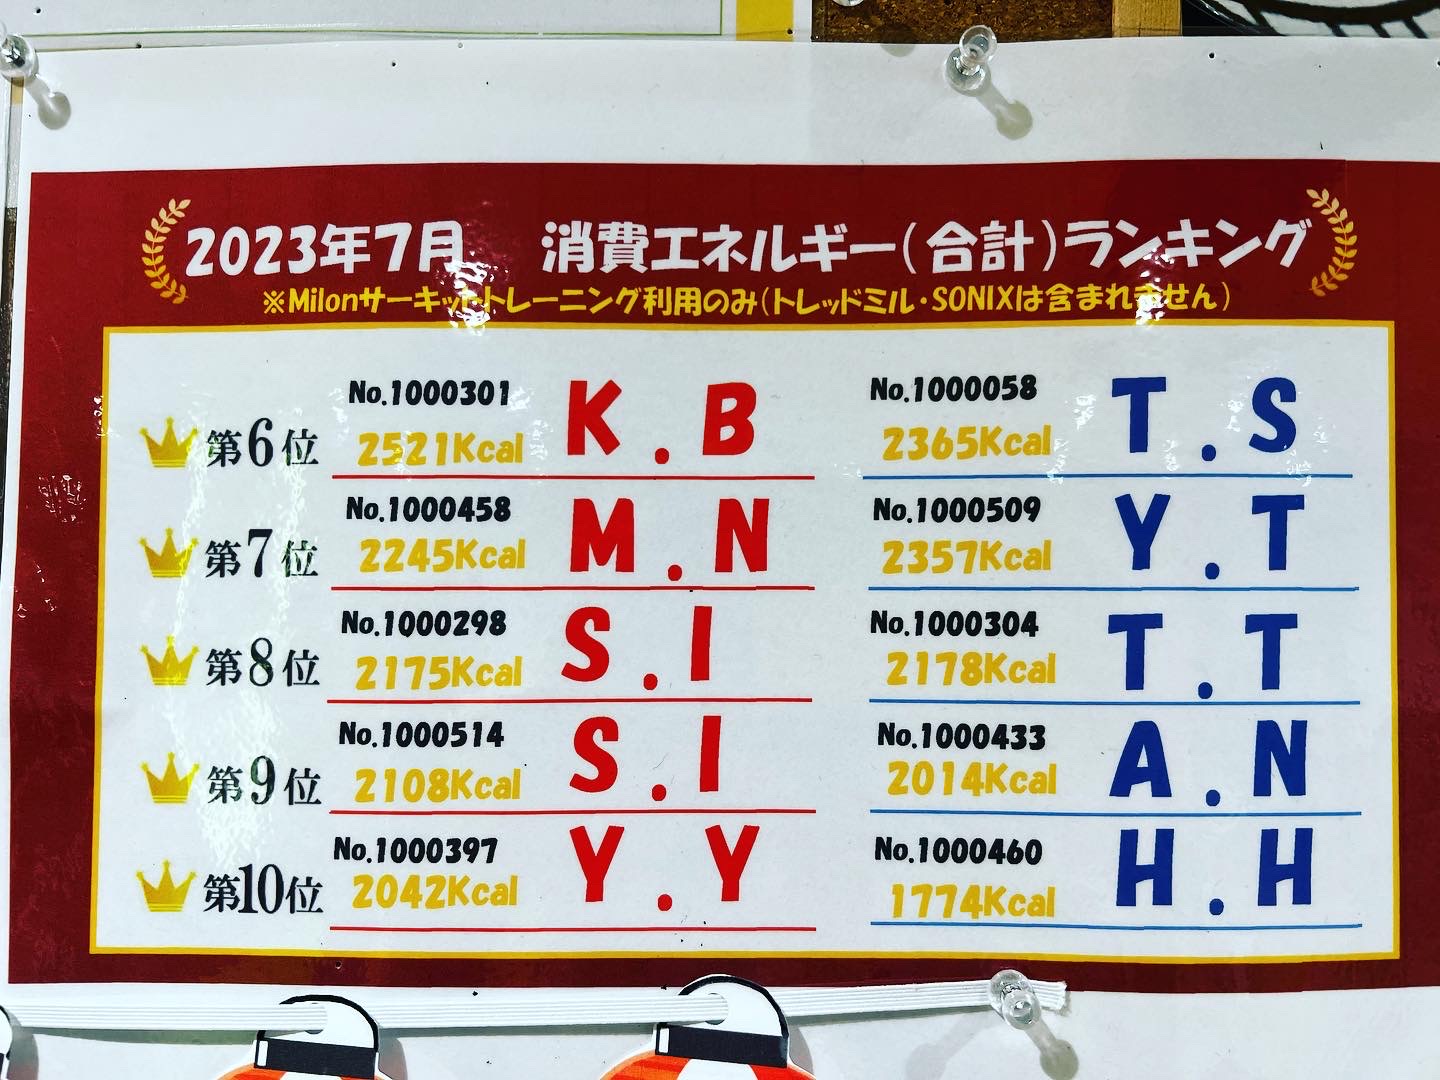 2023年7月 消費エネルギー(合計)ランキング
※Milonサーキットトレーニング利用のみ(トレッドミル・SONIXは含まれません)
第6位 No.1000301 2521Kcal K.B No.1000058 2365Kcal T.S
第7位 No.1000458 2245Kcal M.N No.1000509 2357Kcal Y.T
第8位 No.1000298 2175Kcal S.I No.1000304 2178Kcal T.T
第9位 No.1000514 2108Kcal S.I No.1000433 2014Kcal A.N
第10位 No.1000397 2042Kcal Y.Y No.1000460 1774Kcal H.H